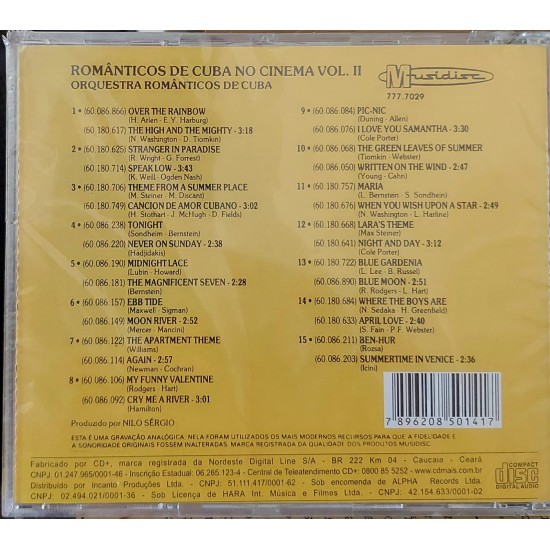 ROMÂNTICOS DE CUBA NO CINEMA VOL. II
ORQUESTRA ROMÂNTICOS DE CUBA
Musidisc
777.7029
1 • (60.086.866) OVER THE RAINBOW
(H. Arlen - E.Y. Harburg)
(60.180.617) THE HIGH AND THE MIGHTY - 3:18
(N. Washington - D. Tiomkin)
2 • (60.180.625) STRANGER IN PARADISE
(R. Wright - G. Forrest)
(60.180.714) SPEAK LOW - 3:43
(K. Weil - Ogden Nash)
3 • (60.180.706) THEME FROM A SUMMER PLACE
(M. Steiner - M. Discant)
(60.180.749) CANCION DE AMOR CUBANO - 3:02
(H. Stothart - J. McHugh - D. Fields)
4 • (60.086.238) TONIGHT
(Sondheim - Bernstein)
(60.086.220) NEVER ON SUNDAY - 2:38
(Hadjidakis)
5 • (60.086.190) MIDNIGHT LACE
(Lubin - Howard)
(60.086.181) THE MAGNIFICENT SEVEN - 2:28
(Bernstein)
6 • (60.086.157) EBB TIDE
(Maxwell - Sigman)
(60.086.149) MOON RIVER - 2:52
(Mercer - Mancini)
7 • (60.086.122) THE APARTMENT THEME
(Williams)
(60.086.114) AGAIN - 2:57
(Newman - Cochran)
8 • (60.086.106) MY FUNNY VALENTINE
(Rodgers - Hart)
(60.086.092) CRY ME A RIVER - 3:01
(Hamilton)
9 • (60.086.084) PIC-NIC
(Duning - Allen)
(60.086.076) I LOVE YOU SAMANTHA - 3:30
(Cole Porter)
10 • (60.086.068) THE GREEN LEAVES OF SUMMER
(Tiomkin - Webster)
(60.086.050) WRITTEN ON THE WIND - 2:47
(Young - Cahn)
11 • (60.180.757) MARIA
(L. Bernstein - S. Sondhein)
(60.180.676) WHEN YOU WISH UPON A STAR - 2:49
(N. Washington - L. Harline)
12 • (60.180.668) LARA'S THEME
(Max Steiner)
(60.180.641) NIGHT AND DAY - 3:12
(Cole Porter)
13 • (60.180.722) BLUE GARDENIA
(L. Lee - B. Russel)
(60.086.890) BLUE MOON - 2:51
(R. Rodgers - L. Hart)
14 • (60.180.684) WHERE THE BOYS ARE
(N. Sedaka - H. Greenfield)
(60.180.633) APRIL LOVE - 2:40
(S. Fain - P.F. Webster)
15 • (60.086.211) BEN-HUR
(Rozsa)
(60.086.203) SUMMERTIME IN VENICE - 2:36
(Icini)
Produzido por NILO SÉRGIO
7 896208 501417
ESTA É UMA GRAVAÇÃO ANALÓGICA. NELA FORAM UTILIZADOS OS MAIS MODERNOS RECURSOS PARA QUE A FIDELIDADE E
A SONORIDADE ORIGINAIS FOSSEM INALTERADAS. MARCA REGISTRADA DA QUALIDADE DOS PRODUTOS MUSIDISC
Fabricado por CD+, marca registrada da Nordeste Digital Line S/A - BR 222 Km 04 - Caucaia - Ceará
CNPJ: 01.247.965/0001-46 - Inscrição Estadual: 06.265.123-4 - Central de Teleatendimento CD+: 0800 85 5252 - www.cdmais.com.br
Distribuído por Incanto Produções Ltda. - CNPJ: 51.111.417/0001-62 - Sob encomenda de ALPHA Records Ltda.
CNPJ: 02.494.021/0001-36 - Sob Licença de HARA Int. Música e Filmes Ltda. - CNPJ: 42.154.633/0001-02
COMPACT
disc
DIGITAL AUDIO